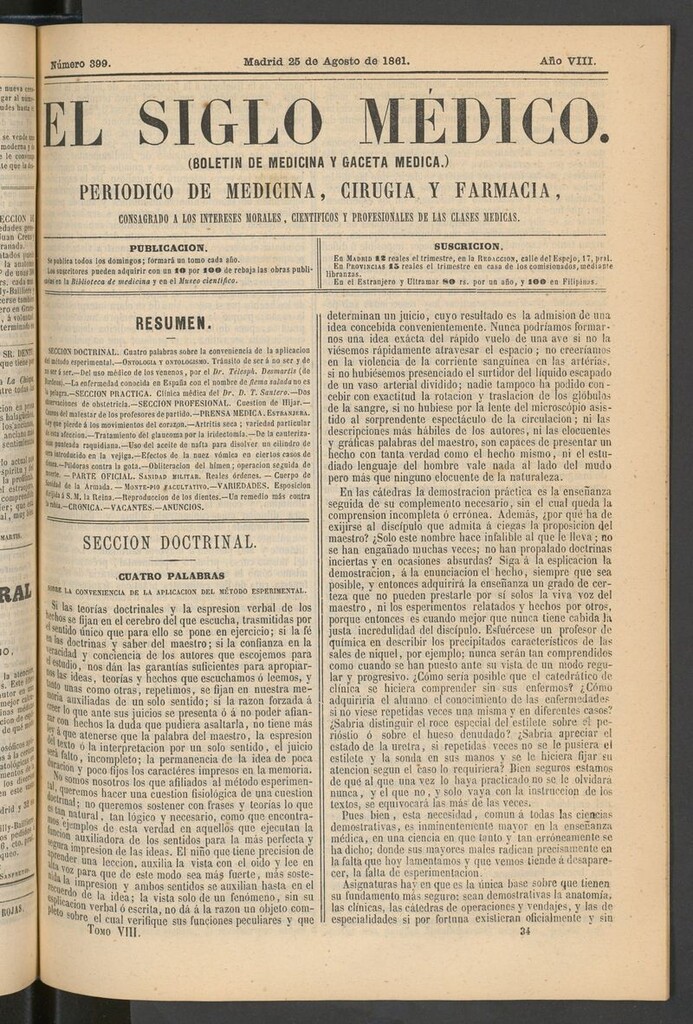 Número 399.
Madrid 25 de Agosto de 1861.
Año VIII.
EL SIGLO MÉDICO.
(BOLETIN DE MEDICINA Y GACETA MEDICA.)
PERIODICO DE MEDICINA, CIRUGIA Y FARMACIA,
CONSAGRADO A LOS INTERESES MORALES, CIENTIFICOS Y PROFESIONALES DE LAS CLASES MEDICAS.
PUBLICACION.
Se publica todos los domingos; formará un tomo cada año.
Los suscritores pueden adquirir con un 10 por 100 de rebaja las obras publi-
cadas en la Biblioteca de medicina y en el Museo científico.
SUSCRICION.
En MADRID 12 reales el trimestre, en la REDACCION, calle del Espejo, 17, pral.
En PROVINCIAS 15 reales el trimestre en casa de los comisionados, mediante
libranzas.
En el Estranjero y Ultramar 80 rs. por un año, y 100 en Filipinas.
RESUMEN.
SECCION DOCTRINAL. Cuatro palabras sobre la conveniencia de la aplicacion
del método esperimental.—ONTOLOGIA Y ONTOLOGISMO. Tránsito de ser á no ser y de
no ser á ser.—Del uso médico de los venenos, por el Dr. Telesph. Desmartis (de
Burdeos).—La enfermedad conocida en España con el nombre de flema salada no es
la pelagra.—SECCION PRACTICA. Clínica médica del Dr. D. T. Santero.—Dos
observaciones de obstetricia.—SECCION PROFESIONAL. Cuestion de Hijar.—
Causas del malestar de los profesores de partido.—PRENSA MEDICA. ESTRANJERA.
Ley que pierde á los movimientos del corazon.—Artritis seca; variedad particular
de esta afeccion.—Tratamiento del glaucoma por la iridectomía.—De la cauteriza-
cion punteada raquidiana.—Uso del aceite de nafta para disolver un cilindro de
cera introducido en la vejiga.—Efectos de la nuez vómica en ciertos casos de
muerte.—Píldoras contra la gota.—Obliteracion del hímen; operacion seguida de
muerte.—PARTE OFICIAL. SANIDAD MILITAR. Reales órdenes.—Cuerpo de
Sanidad de la Armada.—MONTE-PIO FACULTATIVO.—VARIEDADES. Esposicion
dirigida á S. M. la Reina.—Reproduccion de los dientes.—Un remedio más contra
la rabia.—CRONICA.—VACANTES.—ANUNCIOS.
SECCION DOCTRINAL.
CUATRO PALABRAS
SOBRE LA CONVENIENCIA DE LA APLICACION DEL MÉTODO ESPERIMENTAL.
Si las teorías doctrinales y la espresion verbal de los
hechos se fijan en el cerebro del que escucha, trasmitidas por
el sentido único que para ello se pone en ejercicio; si la fé
en las doctrinas y saber del maestro; si la confianza en la
veracidad y conciencia de los autores que escojemos para
el estudio, nos dán las garantías suficientes para apropiar-
nos las ideas, teorías y hechos que escuchamos ó leemos, y
tanto unas como otras, repetimos, se fijan en nuestra me-
moria auxiliadas de un solo sentido; si la razon forzada á
creer lo que ante sus juicios se presenta ó á no poder afian-
zar con hechos la duda que pudiera asaltarla, no tiene más
ley á que atenerse que la palabra del maestro, la espresion
del testo ó la interpretacion por un solo sentido, el juicio
será falto, incompleto; la permanencia de la idea de poca
duracion y poco fijos los caractéres impresos en la memoria.
No somos nosotros los que afiliados al método esperimen-
tal, queremos hacer una cuestion fisiológica de una cuestion
doctrinal; no queremos sostener con frases y teorías lo que
es tan natural, tan lógico y necesario, como que encontra-
mos ejemplos de esta verdad en aquellos que ejecutan la
funcion auxiliadora de los sentidos para la más perfecta y
segura impresion de las ideas. El niño que tiene precision de
aprender una leccion, auxilia la vista con el oido y lee en
alta voz para que de este modo sea más fuerte, más soste-
nida la impresion y ambos sentidos se auxilian hasta en el
recuerdo de la idea; la vista solo de un fenómeno, sin su
esplicacion verbal ó escrita, no dá á la razon un objeto com-
pleto sobre el cual verifique sus funciones peculiares y que
TOMO VIII.
determinan un juicio, cuyo resultado es la admision de una
idea concebida convenientemente. Nunca podríamos formar-
nos una idea exácta del rápido vuelo de una ave si no la
viésemos rápidamente atravesar el espacio; no creeríamos
en la violencia de la corriente sanguínea en las arterias,
si no hubiésemos presenciado el surtidor del líquido escapado
de un vaso arterial dividido; nadie tampoco ha podido con-
cebir con exactitud la rotacion y traslacion de los glóbulos
de la sangre, si no hubiese por la lente del microscópio asis-
tido al sorprendente espectáculo de la circulacion; ni las
descripciones más hábiles de los autores, ni las elocuentes
y gráficas palabras del maestro, son capaces de presentar un
hecho con tanta verdad como el hecho mismo, ni el estu-
diado lenguaje del hombre vale nada al lado del mudo
pero mas que ninguno elocuente de la naturaleza.
En las cátedras la demostracion práctica es la enseñanza
seguida de su complemento necesario, sin el cual queda la
comprension incompleta ó errónea. Además, ¿por qué ha de
exijirse al discípulo que admita á ciegas la proposicion del
maestro? ¿Solo este nombre hace infalible al que le lleva; no
se han engañado muchas veces; no han propalado doctrinas
inciertas y en ocasiones absurdas? Siga á la esplicacion la
demostracion, á la enunciacion el hecho, siempre que sea
posible, y entonces adquirirá la enseñanza un grado de cer-
teza que no pueden prestarle por sí solos la viva voz del
maestro, ni los esperimentos relatados y hechos por otros,
porque entonces es cuando mejor que nunca tiene cabida la
justa incredulidad del discípulo. Esfuércese un profesor de
química en describir los precipitados característicos de las
sales de níquel, por ejemplo; nunca serán tan comprendidos
como cuando se han puesto ante su vista de un modo regu-
lar y progresivo. ¿Cómo seria posible que el catedrático de
clínica se hiciera comprender sin sus enfermos? ¿Cómo
adquiriria el alumno el conocimiento de las enfermedades
si no viese repetidas veces una misma y en diferentes casos?
¿Sabria distinguir el roce especial del estilete sobre el pe-
rióstio ó sobre el hueso denudado? ¿Sabria apreciar el
estado de la uretra, si repetidas veces no se le pusiera el
estilete y la sonda en sus manos y se le hiciera fijar su
atencion segun el caso lo requiriera? Bien seguros estamos
de que al que una vez lo haya practicado no se le olvidara
nunca, y el que no, y solo vaya con la instruccion de los
textos, se equivocará las más de las veces.
Pues bien, esta necesidad, comun á todas las ciencias
demostrativas, es inminentemente mayor en la enseñanza
médica, en una ciencia en que tanto y tan erróneamente se
ha dicho, donde sus mayores males radican precisamente en
la falta que hoy lamentamos y que vemos tiende á desapare-
cer, la falta de esperimentacion.
Asignaturas hay en que es la única base sobre que tienen
su fundamento más seguro: sean demostrativas la anatomía,
las clínicas, las cátedras de operaciones y vendajes, y las de
especialidades si por fortuna existieran oficialmente y sin
34